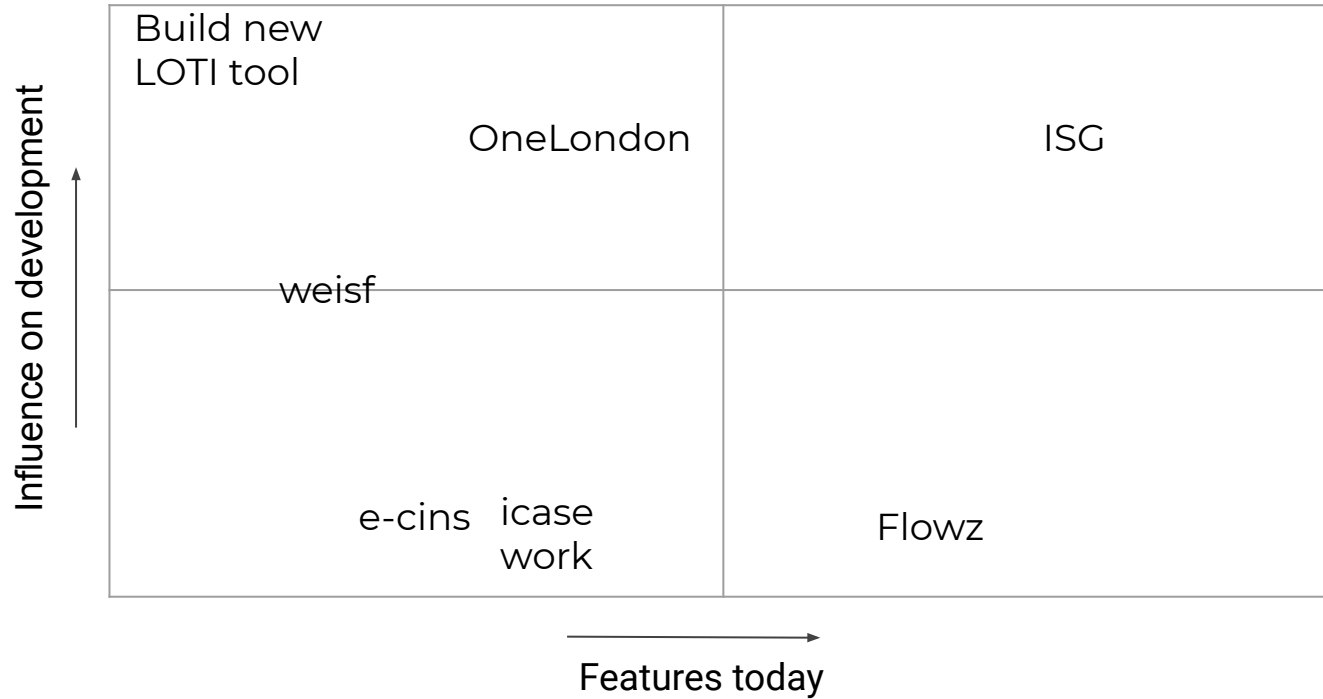 Build new
LOTI tool
OneLondon
ISG
Influence on development
weisf
e-cins
icase
work
Flowz
Features today